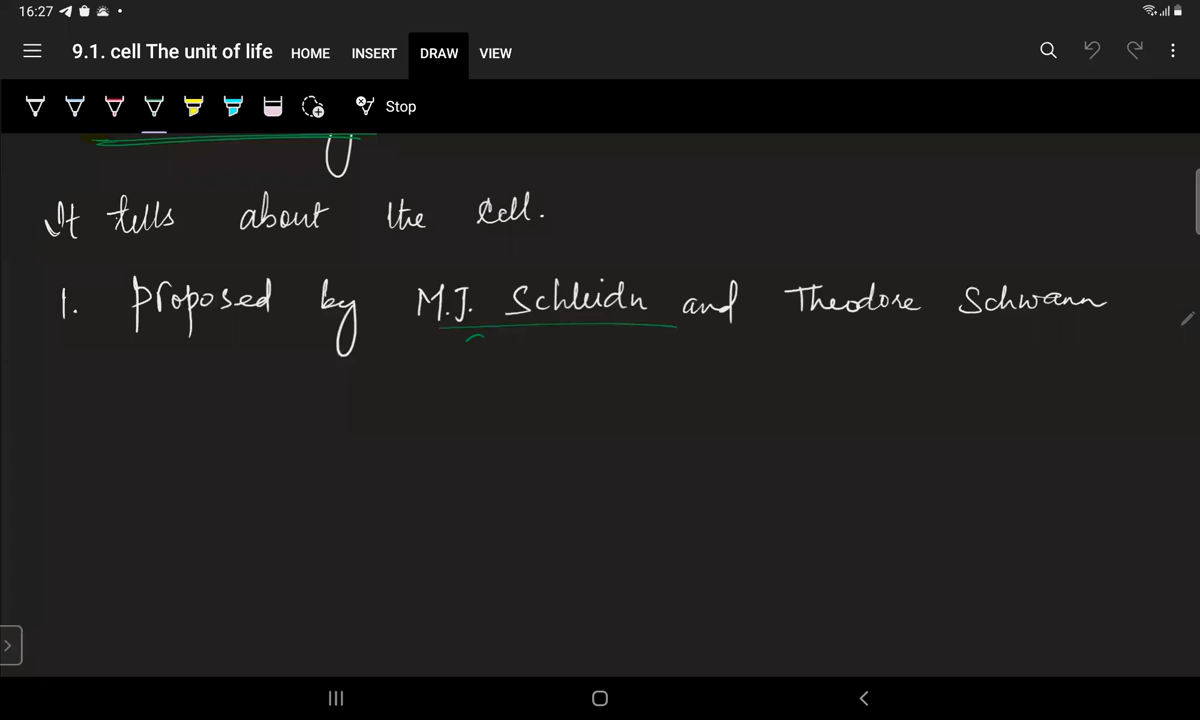 16:27
9.1. cell The unit of life HOME INSERT DRAW VIEW
Stop
It tells about the Cell.
1. Proposed by M.J. Schleidn and Theodore Schwann